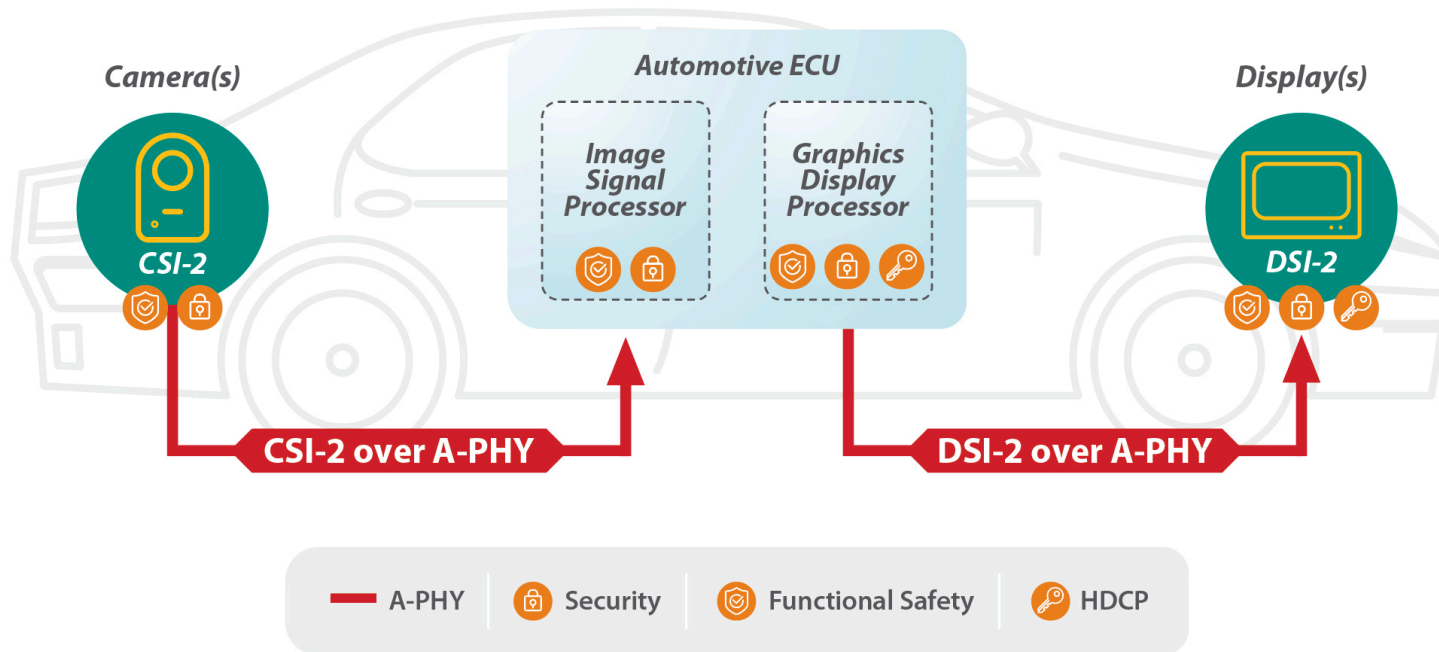 Camera(s)
CSI-2
Automotive ECU
Image
Signal
Processor
Graphics
Display
Processor
Display(s)
DSI-2
CSI-2 over A-PHY
DSI-2 over A-PHY
A-PHY
Security
Functional Safety
HDCP